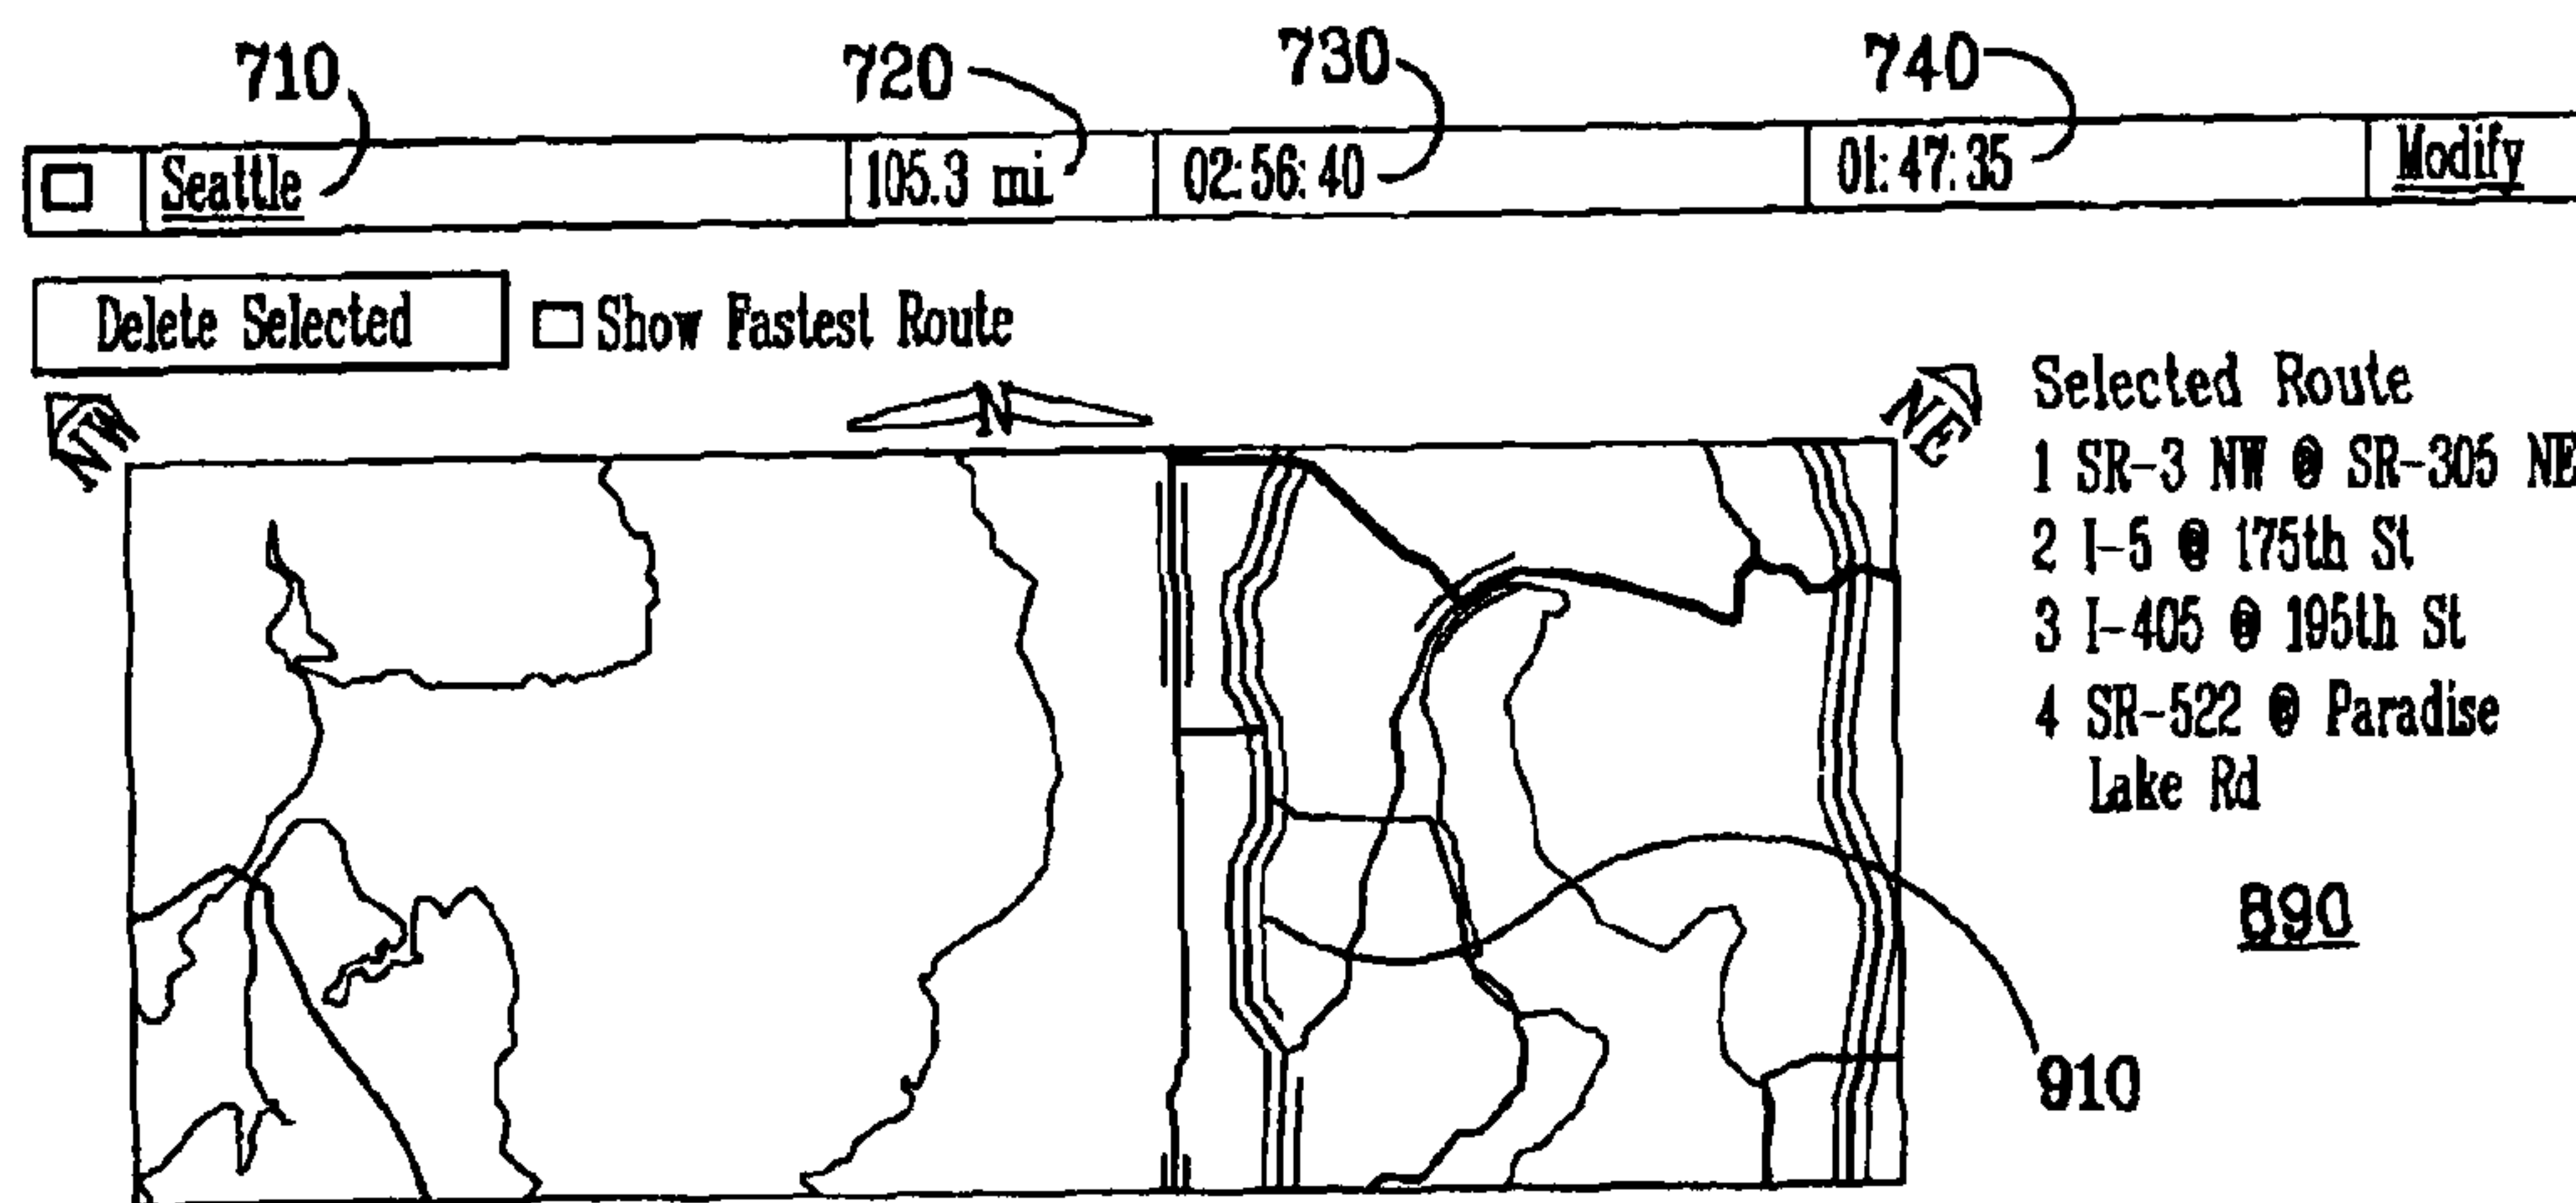 710 720 730 740
Seattle 105.3 mi. 02:56:40 01:47:35 Modify
Delete Selected Show Fastest Route
NW N NE
Selected Route
1 SR-3 NW @ SR-305 NE
2 I-5 @ 175th St
3 I-405 @ 195th St
4 SR-522 @ Paradise
Lake Rd
890
910